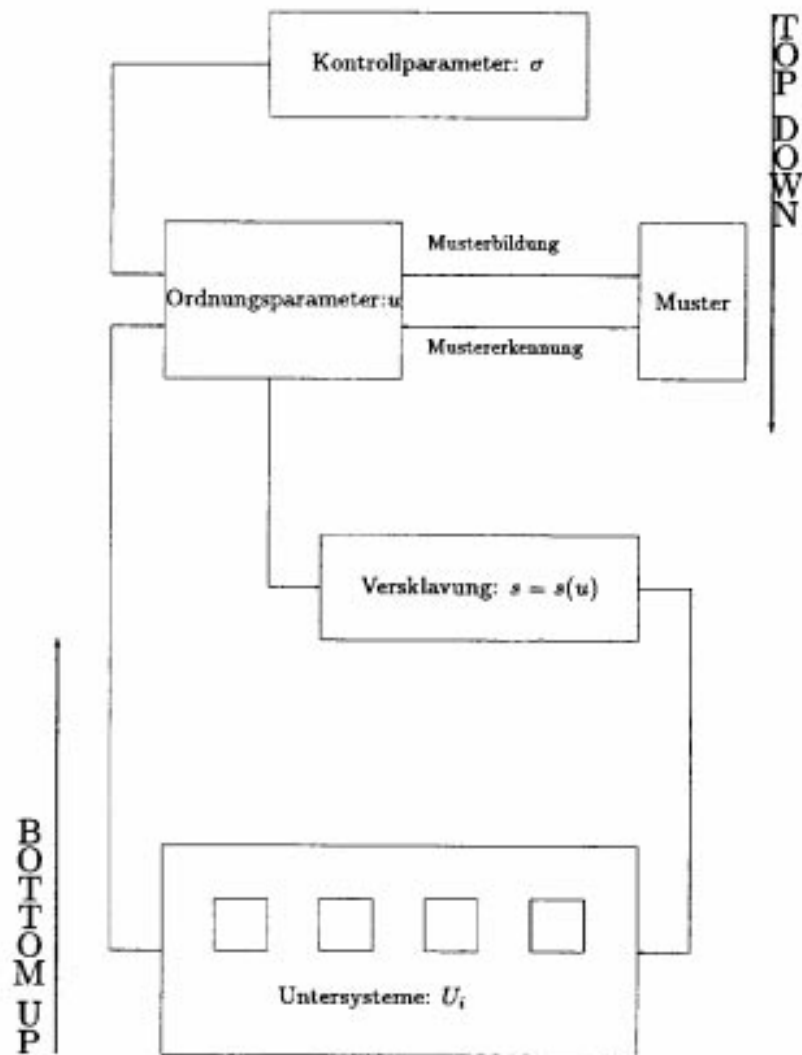 Kontrollparameter: σ
TOP DOWN
Musterbildung
Ordnungsparameter:u
Muster
Mustererkennung
Versklavung: s = s(u)
BOTTOM UP
Untersysteme: U_i